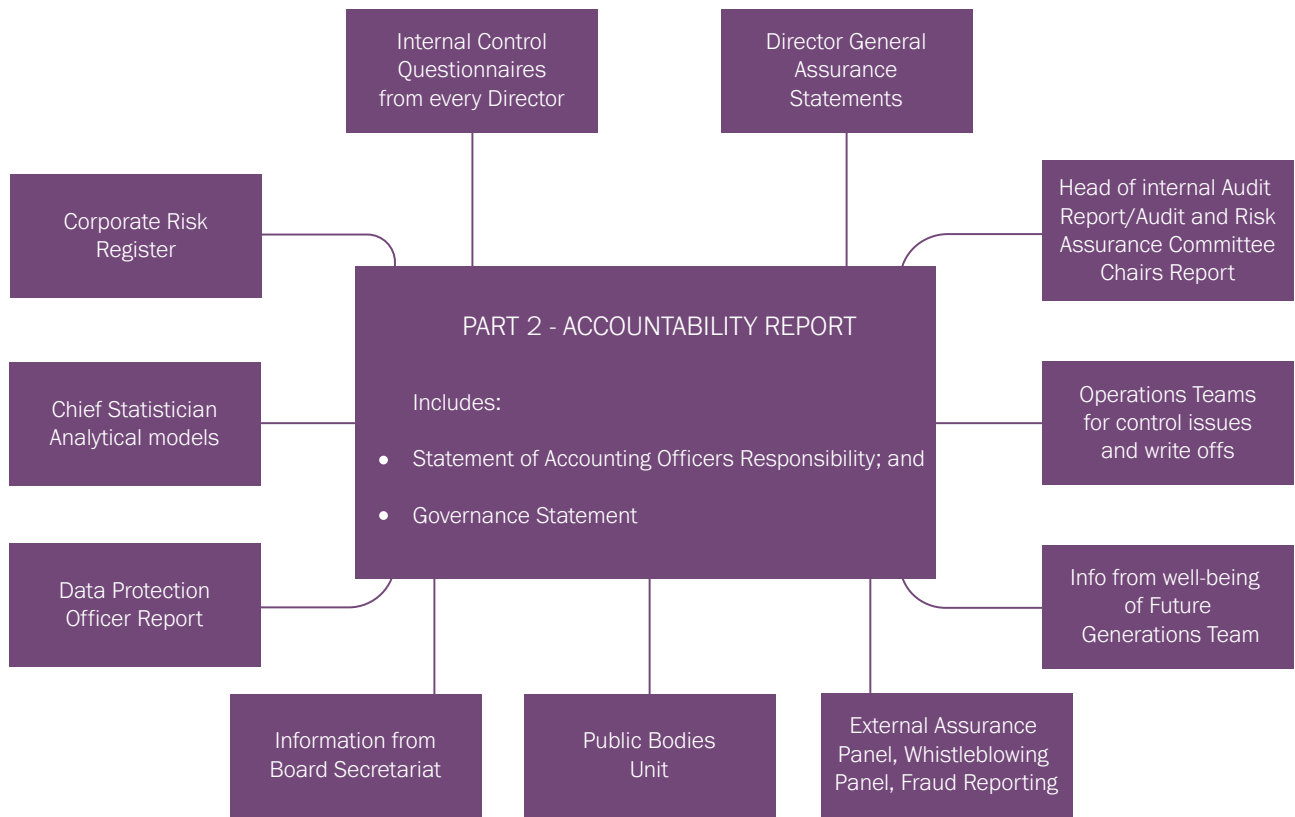 Internal Control
Questionnaires
from every Director
Director General
Assurance
Statements
Corporate Risk
Register
Head of internal Audit
Report/Audit and Risk
Assurance Committee
Chairs Report
PART 2 - ACCOUNTABILITY REPORT
Includes:
• Statement of Accounting Officers Responsibility; and
• Governance Statement
Chief Statistician
Analytical models
Operations Teams
for control issues
and write offs
Data Protection
Officer Report
Info from well-being
of Future
Generations Team
Information from
Board Secretariat
Public Bodies
Unit
External Assurance
Panel, Whistleblowing
Panel, Fraud Reporting